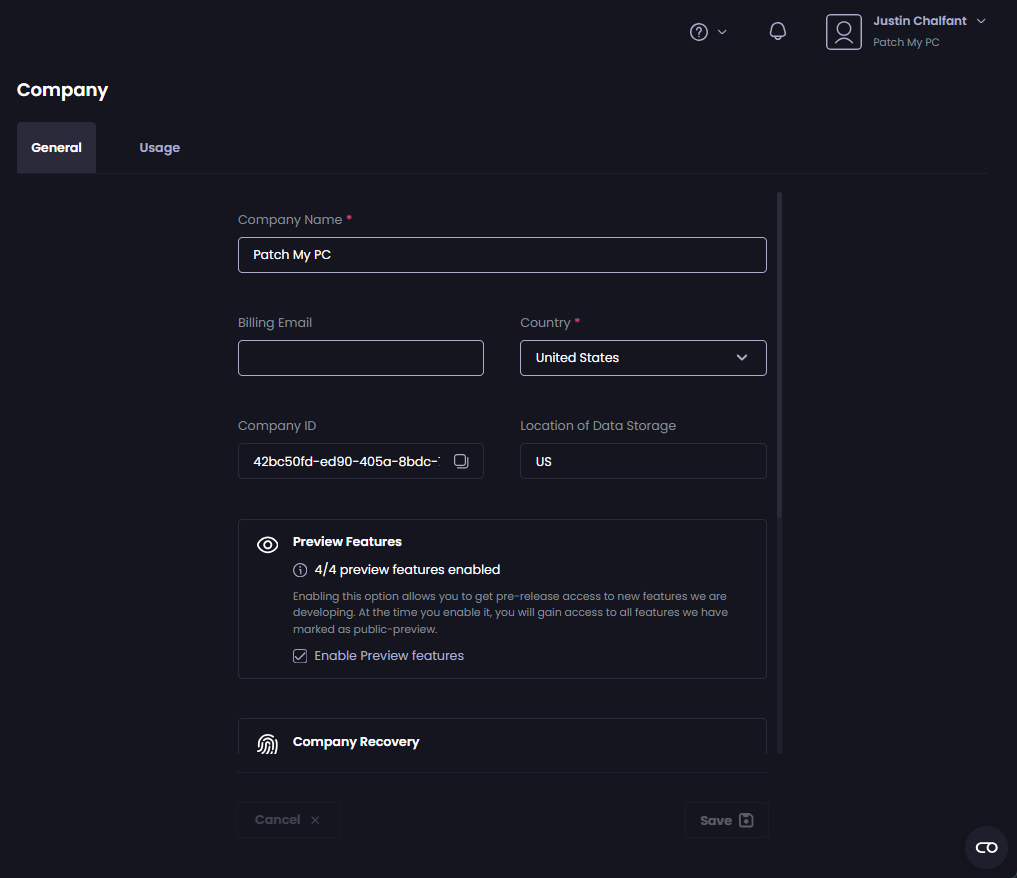 Justin Chalfant
Patch My PC
Company
General
Usage
Company Name *
Patch My PC
Billing Email
Country *
United States
Company ID
Location of Data Storage
42bc50fd-ed90-405a-8bdc-
US
Preview Features
4/4 preview features enabled
Enabling this option allows you to get pre-release access to new features we are
developing. At the time you enable it, you will gain access to all features we have
marked as public-preview.
Enable Preview features
Company Recovery
Cancel
Save